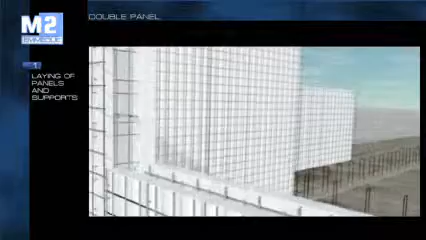 DOUBLE PANEL
M2
EMMEDUE
1
LAYING OF
PANELS
AND
SUPPORTS